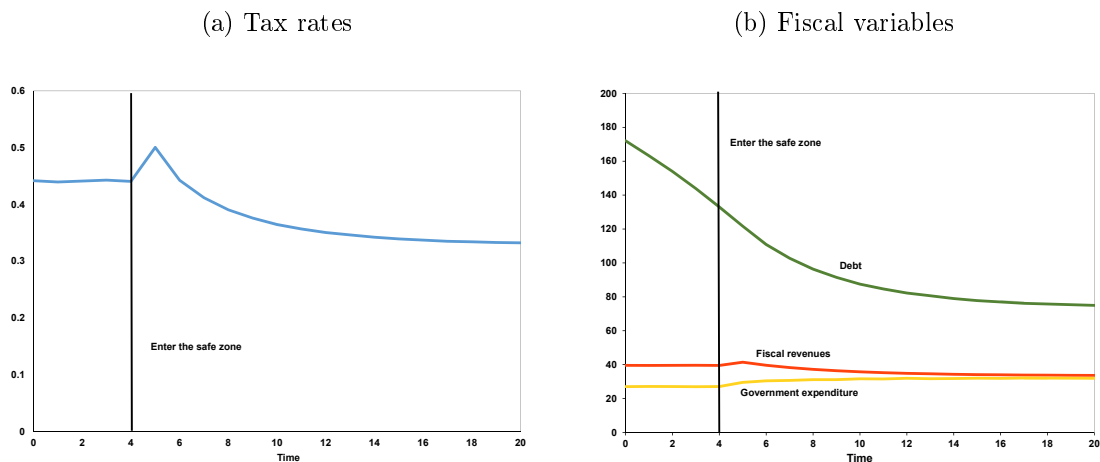 (a) Tax rates
0.6
0.5
0.4
0.3
0.2
0.1
0
Enter the safe zone
0 2 4 6 8 10 12 14 16 18 20
Time
(b) Fiscal variables
200
180
160
140
120
100
80
60
40
20
0
Enter the safe zone
Debt
Fiscal revenues
Government expenditure
0 2 4 6 8 10 12 14 16 18 20
Time